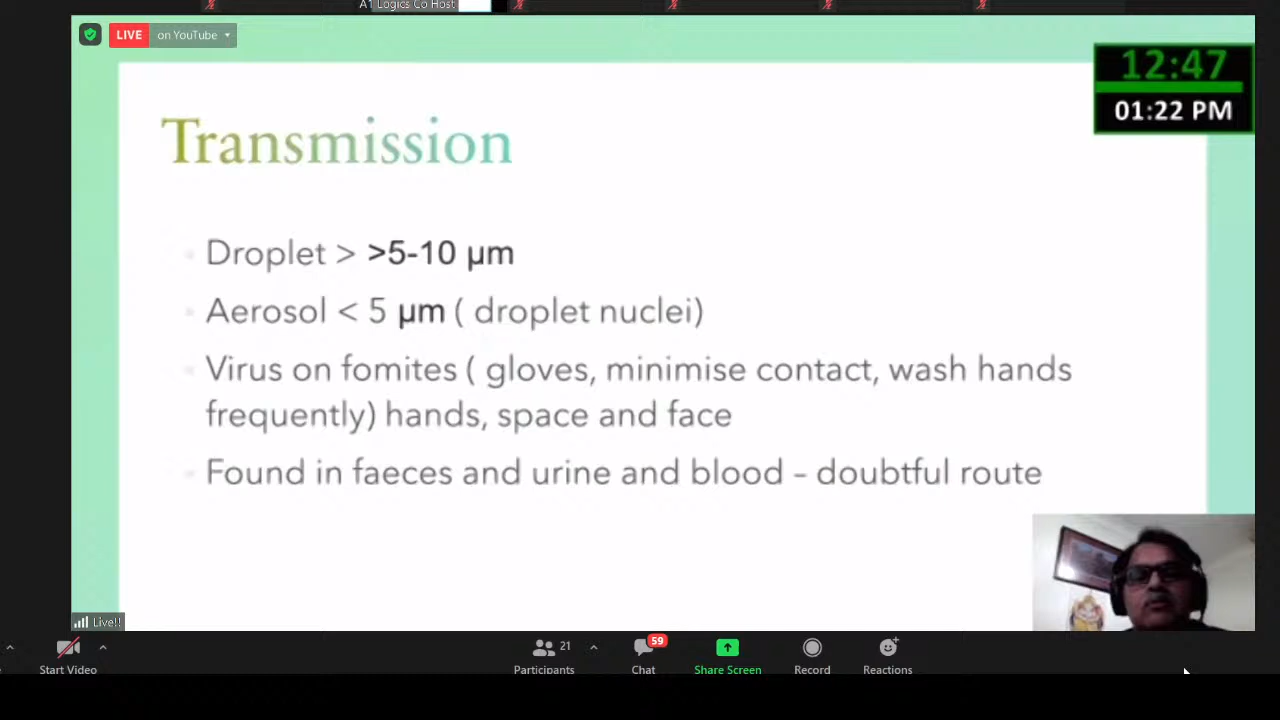 A1 Logics Co Host
LIVE on YouTube
12:47
01:22 PM
Transmission
Droplet > >5-10 µm
Aerosol < 5 µm ( droplet nuclei)
Virus on fomites ( gloves, minimise contact, wash hands
frequently) hands, space and face
Found in faeces and urine and blood – doubtful route
Live!!
21
59
Start Video
Participants
Chat
Share Screen
Record
Reactions